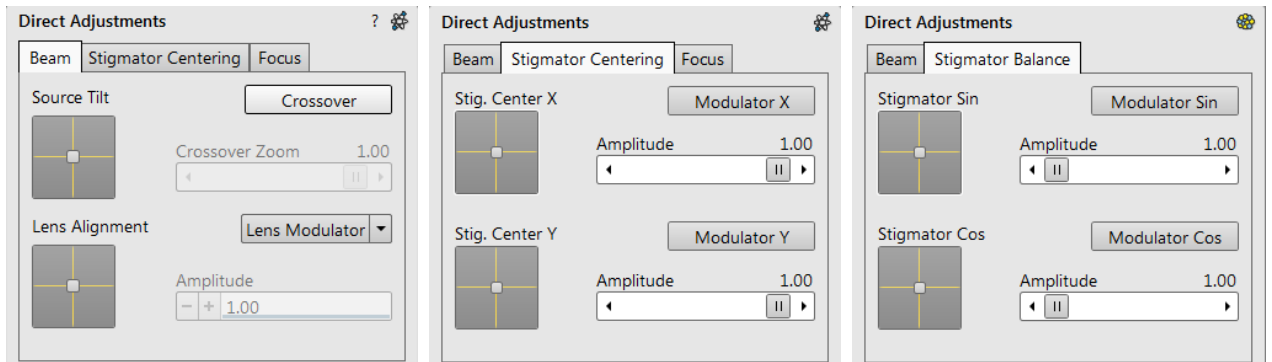 Direct Adjustments ?
Beam Stigmator Centering Focus
Source Tilt
Crossover
Crossover Zoom 1.00
Lens Alignment
Lens Modulator
Amplitude
- + 1.00
Direct Adjustments
Beam Stigmator Centering Focus
Stig. Center X
Modulator X
Amplitude 1.00
Stig. Center Y
Modulator Y
Amplitude 1.00
Direct Adjustments
Beam Stigmator Balance
Stigmator Sin
Modulator Sin
Amplitude 1.00
Stigmator Cos
Modulator Cos
Amplitude 1.00